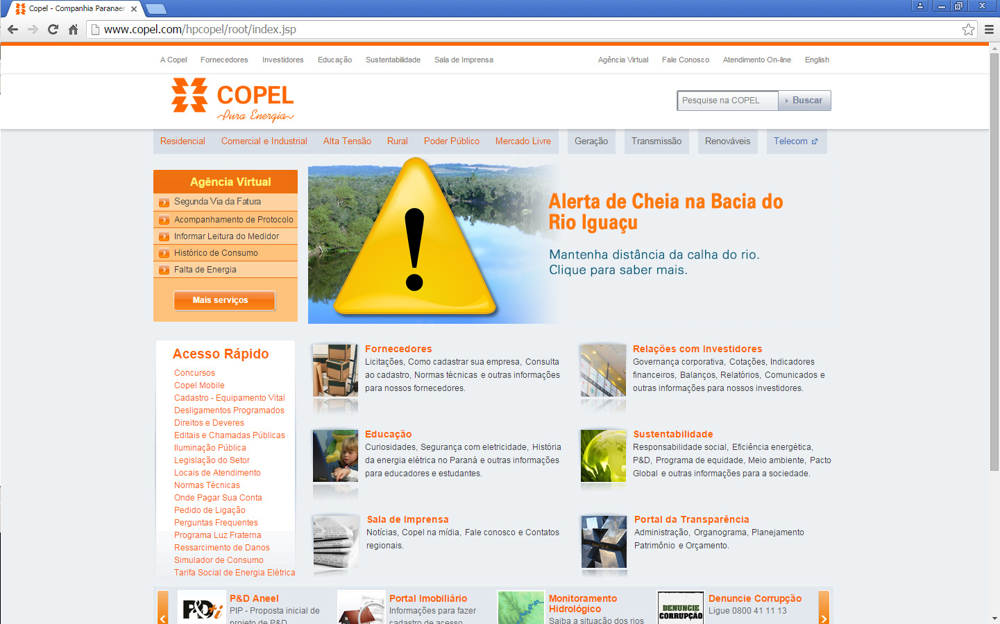 Copel - Companhia Paranaer
www.copel.com/hpcopel/root/index.jsp
A Copel Fornecedores Investidores Educação Sustentabilidade Sala de Imprensa Agência Virtual Fale Conosco Atendimento On-line English
COPEL
Pura Energia
Pesquise na COPEL Buscar
Residencial Comercial e Industrial Alta Tensão Rural Poder Público Mercado Livre Geração Transmissão Renováveis Telecom
Agência Virtual
Segunda Via da Fatura
Acompanhamento de Protocolo
Informar Leitura do Medidor
Histórico de Consumo
Falta de Energia
Mais serviços
!
Alerta de Cheia na Bacia do
Rio Iguaçu
Mantenha distância da calha do rio.
Clique para saber mais.
Acesso Rápido
Concursos
Copel Mobile
Cadastro - Equipamento Vital
Desligamentos Programados
Direitos e Deveres
Editais e Chamadas Públicas
Iluminação Pública
Legislação do Setor
Locais de Atendimento
Normas Técnicas
Onde Pagar Sua Conta
Pedido de Ligação
Perguntas Frequentes
Programa Luz Fraterna
Ressarcimento de Danos
Simulador de Consumo
Tarifa Social de Energia Elétrica
Fornecedores
Licitações, Como cadastrar sua empresa, Consulta
ao cadastro, Normas técnicas e outras informações
para nossos fornecedores.
Relações com Investidores
Governança corporativa, Cotações, Indicadores
financeiros, Balanços, Relatórios, Comunicados e
outras informações para nossos investidores.
Educação
Curiosidades, Segurança com eletricidade, História
da energia elétrica no Paraná e outras informações
para educadores e estudantes.
Sustentabilidade
Responsabilidade social, Eficiência energética,
P&D, Programa de equidade, Meio ambiente, Pacto
Global e outras informações para a sociedade.
Sala de Imprensa
Notícias, Copel na mídia, Fale conosco e Contatos
regionais.
Portal da Transparência
Administração, Organograma, Planejamento
Patrimônio e Orçamento.
P&D+i
P&D Aneel
PIP - Proposta inicial de
projeto de P&D
Portal Imobiliário
Informações para fazer
cadastro de acesso
Monitoramento
Hidrológico
Saiba a situação dos rios
DENUNCIE
CORRUPÇÃO
Denuncie Corrupção
Ligue 0800 41 11 13